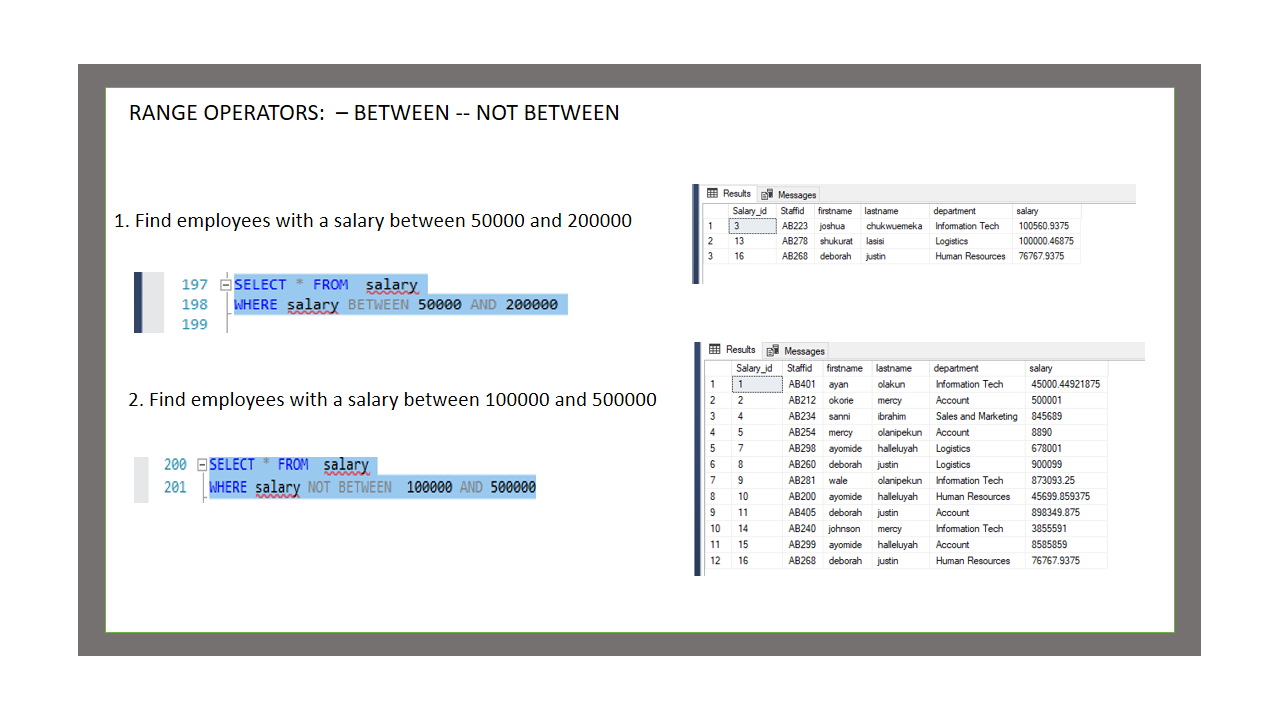 RANGE OPERATORS: – BETWEEN -- NOT BETWEEN
1. Find employees with a salary between 50000 and 200000
197 SELECT * FROM salary
198 WHERE salary BETWEEN 50000 AND 200000
199
Results Messages
Salary_id Staffid firstname lastname department salary
1 3 AB223 joshua chukwuemeka Information Tech 100560.9375
2 13 AB278 shukurat lasisi Logistics 100000.46875
3 16 AB268 deborah justin Human Resources 76767.9375
2. Find employees with a salary between 100000 and 500000
200 SELECT * FROM salary
201 WHERE salary NOT BETWEEN 100000 AND 500000
Results Messages
Salary_id Staffid firstname lastname department salary
1 1 AB401 ayan olakun Information Tech 45000.44921875
2 2 AB212 okorie mercy Account 500001
3 4 AB234 sanni ibrahim Sales and Marketing 845689
4 5 AB254 mercy olanipekun Account 8890
5 7 AB298 ayomide halleluyah Logistics 678001
6 8 AB260 deborah justin Logistics 900099
7 9 AB281 wale olanipekun Information Tech 873093.25
8 10 AB200 ayomide halleluyah Human Resources 45699.859375
9 11 AB405 deborah justin Account 898349.875
10 14 AB240 johnson mercy Information Tech 3855591
11 15 AB299 ayomide halleluyah Account 8585859
12 16 AB268 deborah justin Human Resources 76767.9375